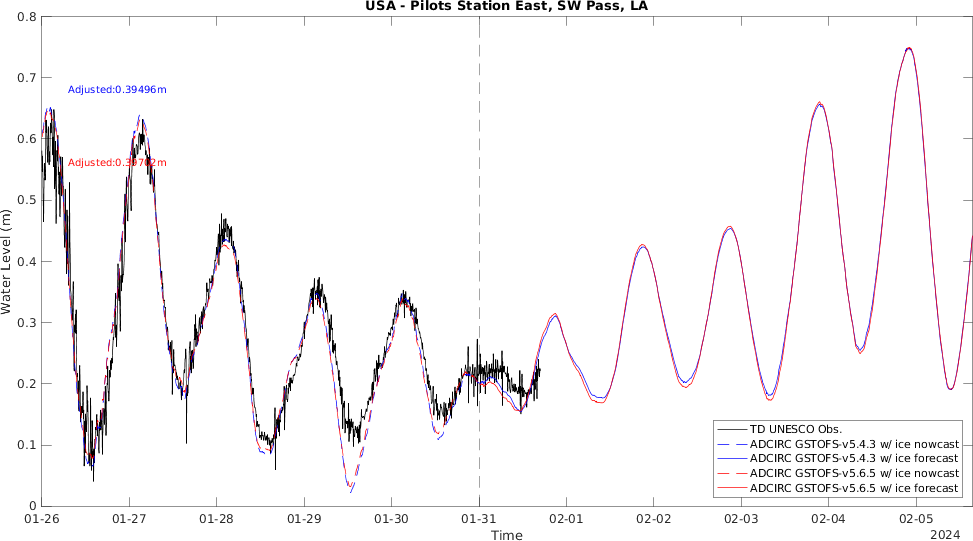 USA - Pilots Station East, SW Pass, LA
0.8
0.7
0.6
0.5
0.4
0.3
0.2
0.1
0
Water Level (m)
Adjusted:0.39496m
Adjusted:0.39702m
TD UNESCO Obs.
ADCIRC GSTOFS-v5.4.3 w/ ice nowcast
ADCIRC GSTOFS-v5.4.3 w/ ice forecast
ADCIRC GSTOFS-v5.6.5 w/ ice nowcast
ADCIRC GSTOFS-v5.6.5 w/ ice forecast
01-26 01-27 01-28 01-29 01-30 01-31 02-01 02-02 02-03 02-04 02-05
Time
2024